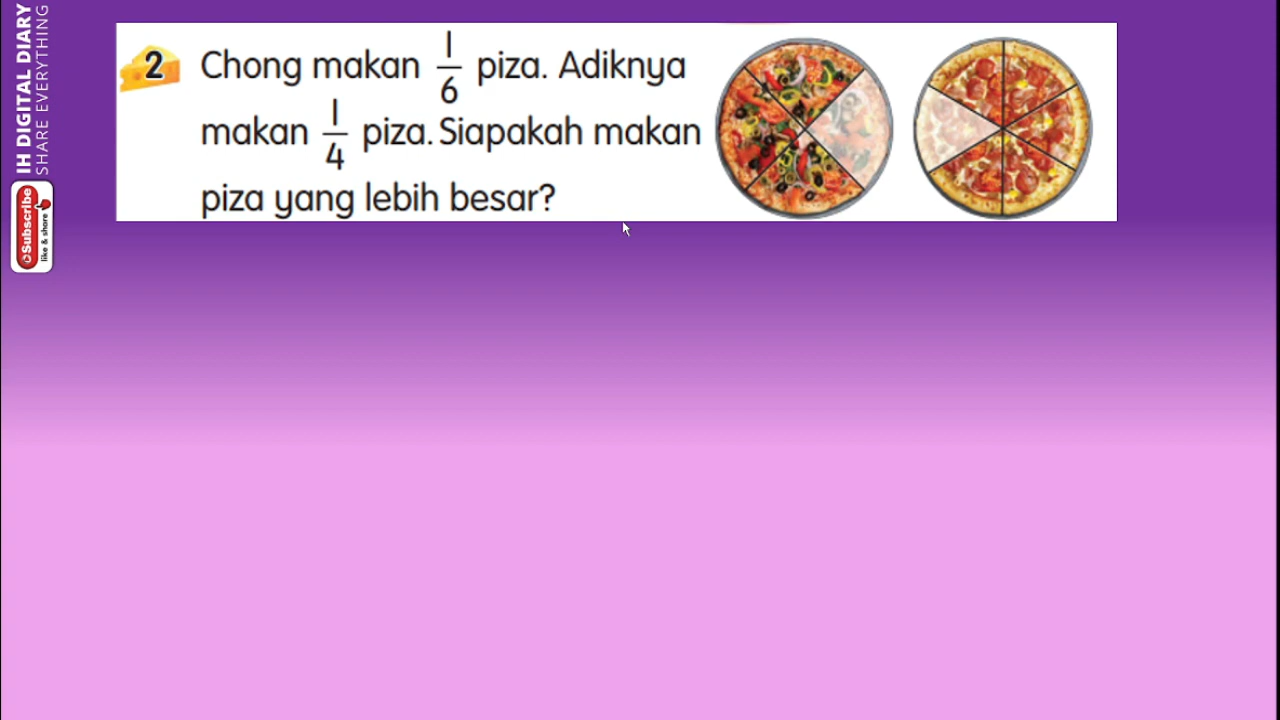 IH DIGITAL DIARY
SHARE EVERYTHING
Subscribe
like & share
2 Chong makan 1/6 piza. Adiknya
makan 1/4 piza. Siapakah makan
piza yang lebih besar?